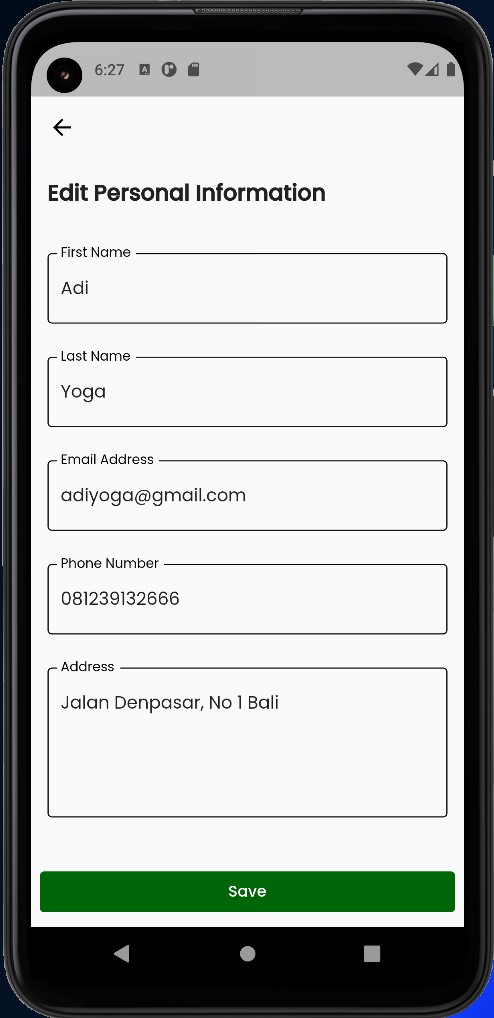 6:27
Edit Personal Information
First Name
Adi
Last Name
Yoga
Email Address
adiyoga@gmail.com
Phone Number
081239132666
Address
Jalan Denpasar, No 1 Bali
Save